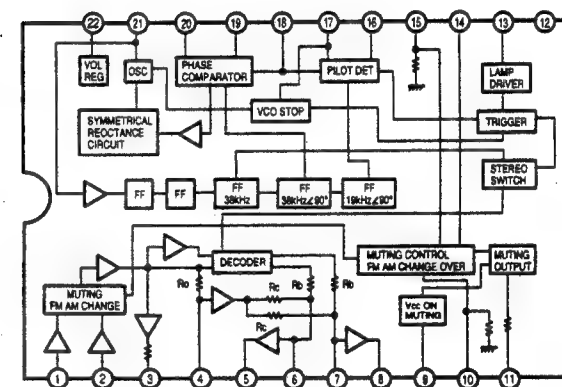 22 21 20 19 18 17 16 15 14 13 12
VOL
REG
OSC
PHASE
COMPARATOR
PILOT DET
LAMP
DRIVER
VCO STOP
TRIGGER
SYMMETRICAL
REOCTANCE
CIRCUIT
STEREO
SWITCH
FF
FF
FF
38kHz
FF
38kHz∠90°
FF
19kHz∠90°
DECODER
MUTING CONTROL
FM AM CHANGE OVER
MUTING
OUTPUT
Ro
Rc
Rb
Rb
MUTING
FM AM CHANGE
Rc
Vcc ON
MUTING
1 2 3 4 5 6 7 8 9 10 11